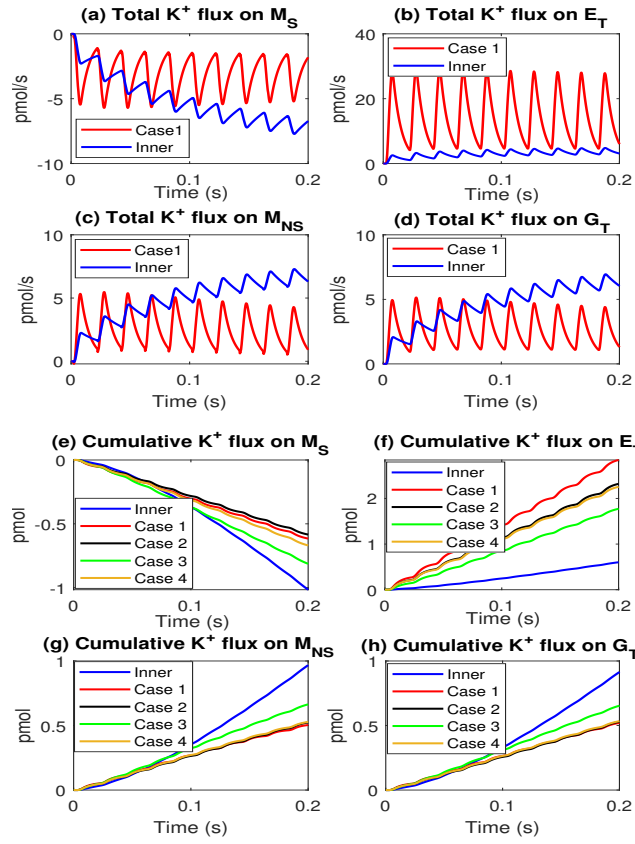 (a) Total K+ flux on MS
(b) Total K+ flux on ET
0
-5
-10
pmol/s
Case1
Inner
0 0.1 0.2
Time (s)
40
20
0
pmol/s
Case 1
Inner
0 0.1 0.2
Time (s)
(c) Total K+ flux on MNS
(d) Total K+ flux on GT
10
5
0
pmol/s
Case1
Inner
0 0.1 0.2
Time (s)
10
5
0
pmol/s
Case 1
Inner
0 0.1 0.2
Time (s)
(e) Cumulative K+ flux on MS
(f) Cumulative K+ flux on E
0
-0.5
-1
pmol
Inner
Case 1
Case 2
Case 3
Case 4
0 0.1 0.2
Time (s)
2
1
0
pmol
Inner
Case 1
Case 2
Case 3
Case 4
0 0.1 0.2
Time (s)
(g) Cumulative K+ flux on MNS
(h) Cumulative K+ flux on GT
1
0.5
0
pmol
Inner
Case 1
Case 2
Case 3
Case 4
0 0.1 0.2
Time (s)
1
0.5
0
pmol
Inner
Case 1
Case 2
Case 3
Case 4
0 0.1 0.2
Time (s)